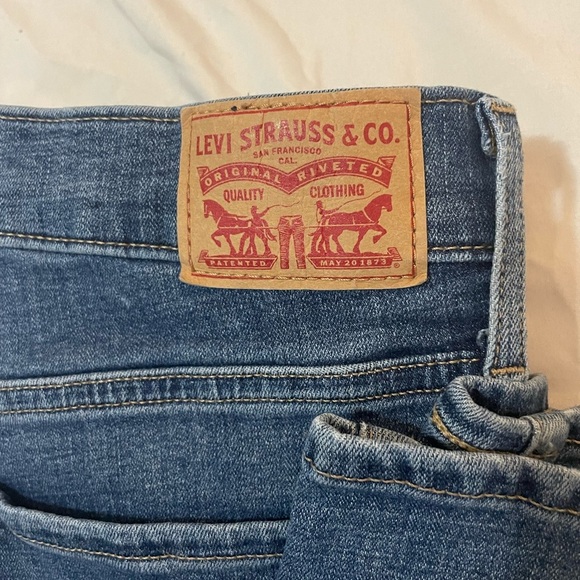 LEVI STRAUSS & CO.
SAN FRANCISCO
CAL.
ORIGINAL RIVETED
QUALITY CLOTHING
PATENTED MAY 20 1873 ®